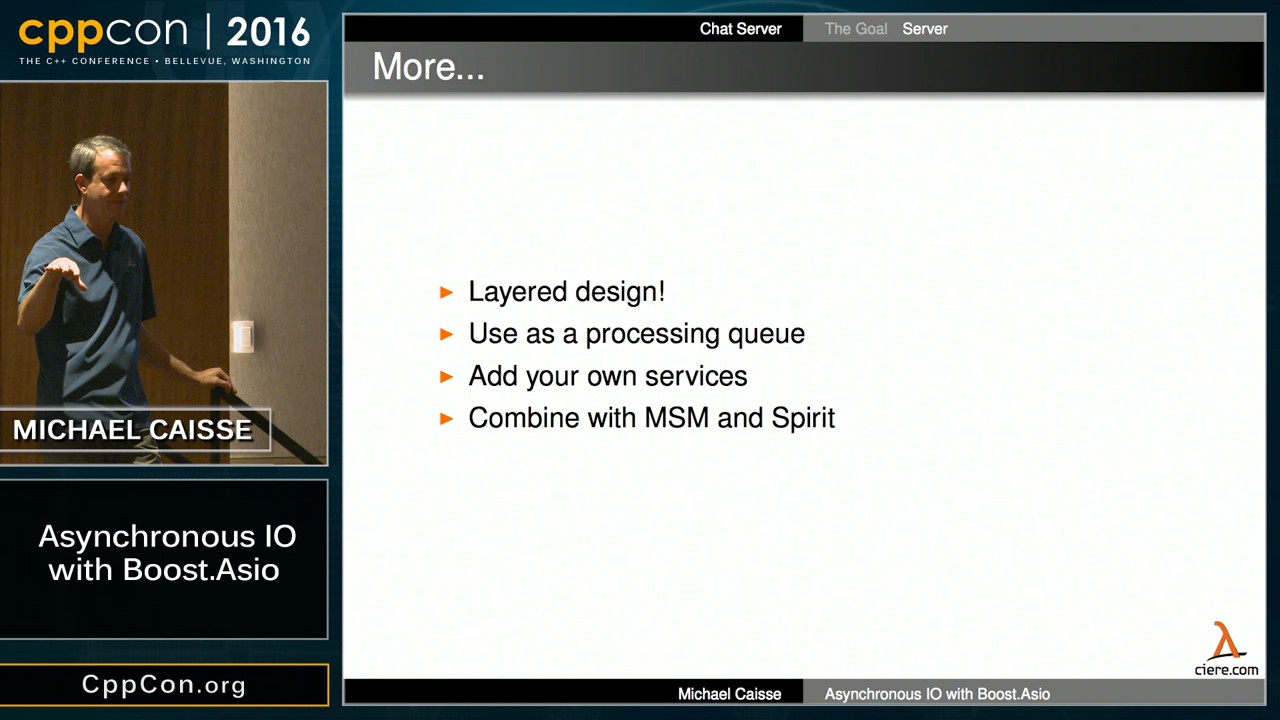 cppcon | 2016
THE C++ CONFERENCE • BELLEVUE, WASHINGTON
MICHAEL CAISSE
Asynchronous IO
with Boost.Asio
CppCon.org
Chat Server
The Goal Server
More...
Layered design!
Use as a processing queue
Add your own services
Combine with MSM and Spirit
λ
ciere.com
Michael Caisse
Asynchronous IO with Boost.Asio